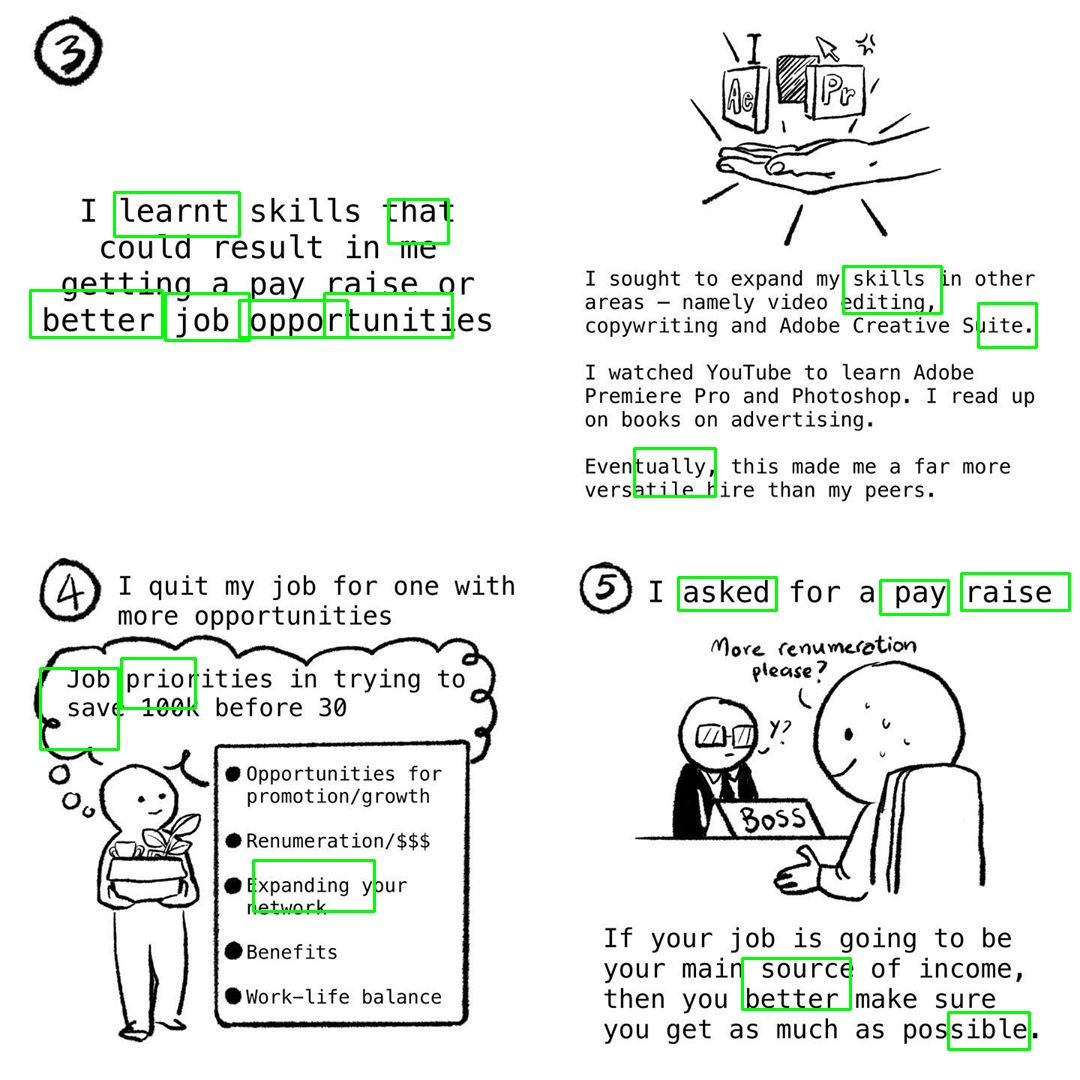 3
I learnt skills that
could result in me
getting a pay raise or
better job opportunities
Ae
Pr
I sought to expand my skills in other
areas – namely video editing,
copywriting and Adobe Creative Suite.
I watched YouTube to learn Adobe
Premiere Pro and Photoshop. I read up
on books on advertising.
Eventually, this made me a far more
versatile hire than my peers.
4
I quit my job for one with
more opportunities
Job priorities in trying to
save 100K before 30
Opportunities for
promotion/growth
Renumeration/$$$
Expanding your
network
Benefits
Work-life balance
5
I asked for a pay raise
More renumeration
please?
Y?
BOSS
If your job is going to be
your main source of income,
then you better make sure
you get as much as possible.